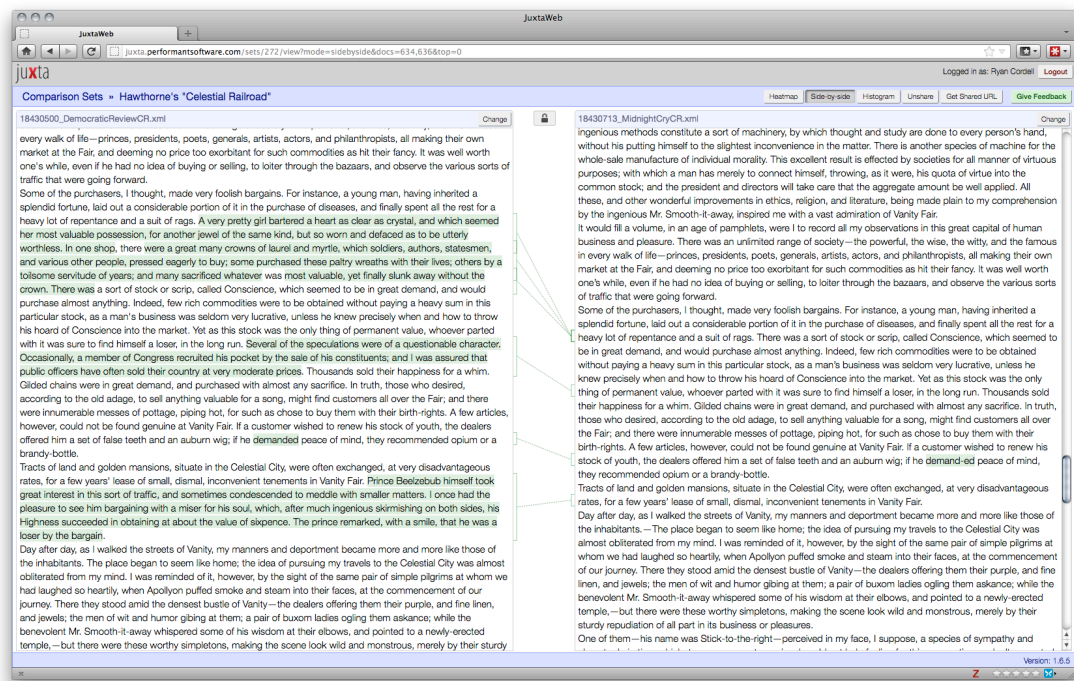 JuxtaWeb
JuxtaWeb
juxta.performantsoftware.com/sets/272/view?mode=sidebyside&docs=634,636&top=0
juxta
Logged in as: Ryan Cordell Logout
Comparison Sets » Hawthorne's "Celestial Railroad"
Heatmap Side-by-side Histogram Unshare Get Shared URL Give Feedback
18430500_DemocraticReviewCR.xml Change
every walk of life—princes, presidents, poets, generals, artists, actors, and philanthropists, all making their own
market at the Fair, and deeming no price too exorbitant for such commodities as hit their fancy. It was well worth
one's while, even if he had no idea of buying or selling, to loiter through the bazaars, and observe the various sorts of
traffic that were going forward.
Some of the purchasers, I thought, made very foolish bargains. For instance, a young man, having inherited a
splendid fortune, laid out a considerable portion of it in the purchase of diseases, and finally spent all the rest for a
heavy lot of repentance and a suit of rags. A very pretty girl bartered a heart as clear as crystal, and which seemed
her most valuable possession, for another jewel of the same kind, but so worn and defaced as to be utterly
worthless. In one shop, there were a great many crowns of laurel and myrtle, which soldiers, authors, statesmen,
and various other people, pressed eagerly to buy; some purchased these paltry wreaths with their lives; others by a
toilsome servitude of years; and many sacrificed whatever was most valuable, yet finally slunk away without the
crown. There was a sort of stock or scrip, called Conscience, which seemed to be in great demand, and would
purchase almost anything. Indeed, few rich commodities were to be obtained without paying a heavy sum in this
particular stock, as a man's business was seldom very lucrative, unless he knew precisely when and how to throw
his hoard of Conscience into the market. Yet as this stock was the only thing of permanent value, whoever parted
with it was sure to find himself a loser, in the long run. Several of the speculations were of a questionable character.
Occasionally, a member of Congress recruited his pocket by the sale of his constituents; and I was assured that
public officers have often sold their country at very moderate prices. Thousands sold their happiness for a whim.
Gilded chains were in great demand, and purchased with almost any sacrifice. In truth, those who desired,
according to the old adage, to sell anything valuable for a song, might find customers all over the Fair; and there
were innumerable messes of pottage, piping hot, for such as chose to buy them with their birth-rights. A few articles,
however, could not be found genuine at Vanity Fair. If a customer wished to renew his stock of youth, the dealers
offered him a set of false teeth and an auburn wig; if he demanded peace of mind, they recommended opium or a
brandy-bottle.
Tracts of land and golden mansions, situate in the Celestial City, were often exchanged, at very disadvantageous
rates, for a few years' lease of small, dismal, inconvenient tenements in Vanity Fair. Prince Beelzebub himself took
great interest in this sort of traffic, and sometimes condescended to meddle with smaller matters. I once had the
pleasure to see him bargaining with a miser for his soul, which, after much ingenious skirmishing on both sides, his
Highness succeeded in obtaining at about the value of sixpence. The prince remarked, with a smile, that he was a
loser by the bargain.
Day after day, as I walked the streets of Vanity, my manners and deportment became more and more like those of
the inhabitants. The place began to seem like home; the idea of pursuing my travels to the Celestial City was almost
obliterated from my mind. I was reminded of it, however, by the sight of the same pair of simple pilgrims at whom we
had laughed so heartily, when Apollyon puffed smoke and steam into their faces, at the commencement of our
journey. There they stood amid the densest bustle of Vanity—the dealers offering them their purple, and fine linen,
and jewels; the men of wit and humor gibing at them; a pair of buxom ladies ogling them askance; while the
benevolent Mr. Smooth-it-away whispered some of his wisdom at their elbows, and pointed to a newly-erected
temple,—but there were these worthy simpletons, making the scene look wild and monstrous, merely by their sturdy
18430713_MidnightCryCR.xml Change
ingenious methods constitute a sort of machinery, by which thought and study are done to every person's hand,
without his putting himself to the slightest inconvenience in the matter. There is another species of machine for the
whole-sale manufacture of individual morality. This excellent result is effected by societies for all manner of virtuous
purposes; with which a man has merely to connect himself, throwing, as it were, his quota of virtue into the
common stock; and the president and directors will take care that the aggregate amount be well applied. All
these, and other wonderful improvements in ethics, religion, and literature, being made plain to my comprehension
by the ingenious Mr. Smooth-it-away, inspired me with a vast admiration of Vanity Fair.
It would fill a volume, in an age of pamphlets, were I to record all my observations in this great capital of human
business and pleasure. There was an unlimited range of society—the powerful, the wise, the witty, and the famous
in every walk of life—princes, presidents, poets, generals, artists, actors, and philanthropists, all making their own
market at the Fair, and deeming no price too exorbitant for such commodities as hit their fancy. It was well worth
one's while, even if he had no idea of buying or selling, to loiter through the bazaars, and observe the various sorts
of traffic that were going forward.
Some of the purchasers, I thought, made very foolish bargains. For instance, a young man, having inherited a
splendid fortune, laid out a considerable portion of it in the purchase of diseases, and finally spent all the rest for a
heavy lot of repentance and a suit of rags. There was a sort of stock or scrip, called Conscience, which seemed to
be in great demand, and would purchase almost anything. Indeed, few rich commodities were to be obtained
without paying a heavy sum in this particular stock, as a man's business was seldom very lucrative, unless he
knew precisely when and how to throw his hoard of Conscience into the market. Yet as this stock was the only
thing of permanent value, whoever parted with it was sure to find himself a loser, in the long run. Thousands sold
their happiness for a whim. Gilded chains were in great demand, and purchased with almost any sacrifice. In truth,
those who desired, according to the old adage, to sell anything valuable for a song, might find customers all over
the Fair; and there were innumerable messes of pottage, piping hot, for such as chose to buy them with their
birth-rights. A few articles, however, could not be found genuine at Vanity Fair. If a customer wished to renew his
stock of youth, the dealers offered him a set of false teeth and an auburn wig; if he demand-ed peace of mind,
they recommended opium or a brandy-bottle.
Tracts of land and golden mansions, situate in the Celestial City, were often exchanged, at very disadvantageous
rates, for a few years' lease of small, dismal, inconvenient tenements in Vanity Fair.
Day after day, as I walked the streets of Vanity, my manners and deportment became more and more like those of
the inhabitants.—The place began to seem like home; the idea of pursuing my travels to the Celestial City was
almost obliterated from my mind. I was reminded of it, however, by the sight of the same pair of simple pilgrims at
whom we had laughed so heartily, when Apollyon puffed smoke and steam into their faces, at the commencement
of our journey. There they stood amid the densest bustle of Vanity—the dealers offering them their purple, and fine
linen, and jewels; the men of wit and humor gibing at them; a pair of buxom ladies ogling them askance; while the
benevolent Mr. Smooth-it-away whispered some of his wisdom at their elbows, and pointed to a newly-erected
temple,—but there were these worthy simpletons, making the scene look wild and monstrous, merely by their
sturdy repudiation of all part in its business or pleasures.
One of them—his name was Stick-to-the-right—perceived in my face, I suppose, a species of sympathy and
Version: 1.6.5
Z